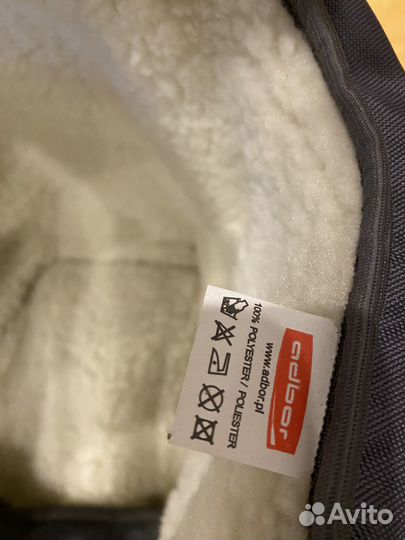 adbor
www.adbor.pl
100% POLYESTER / POLIESTER
Avito